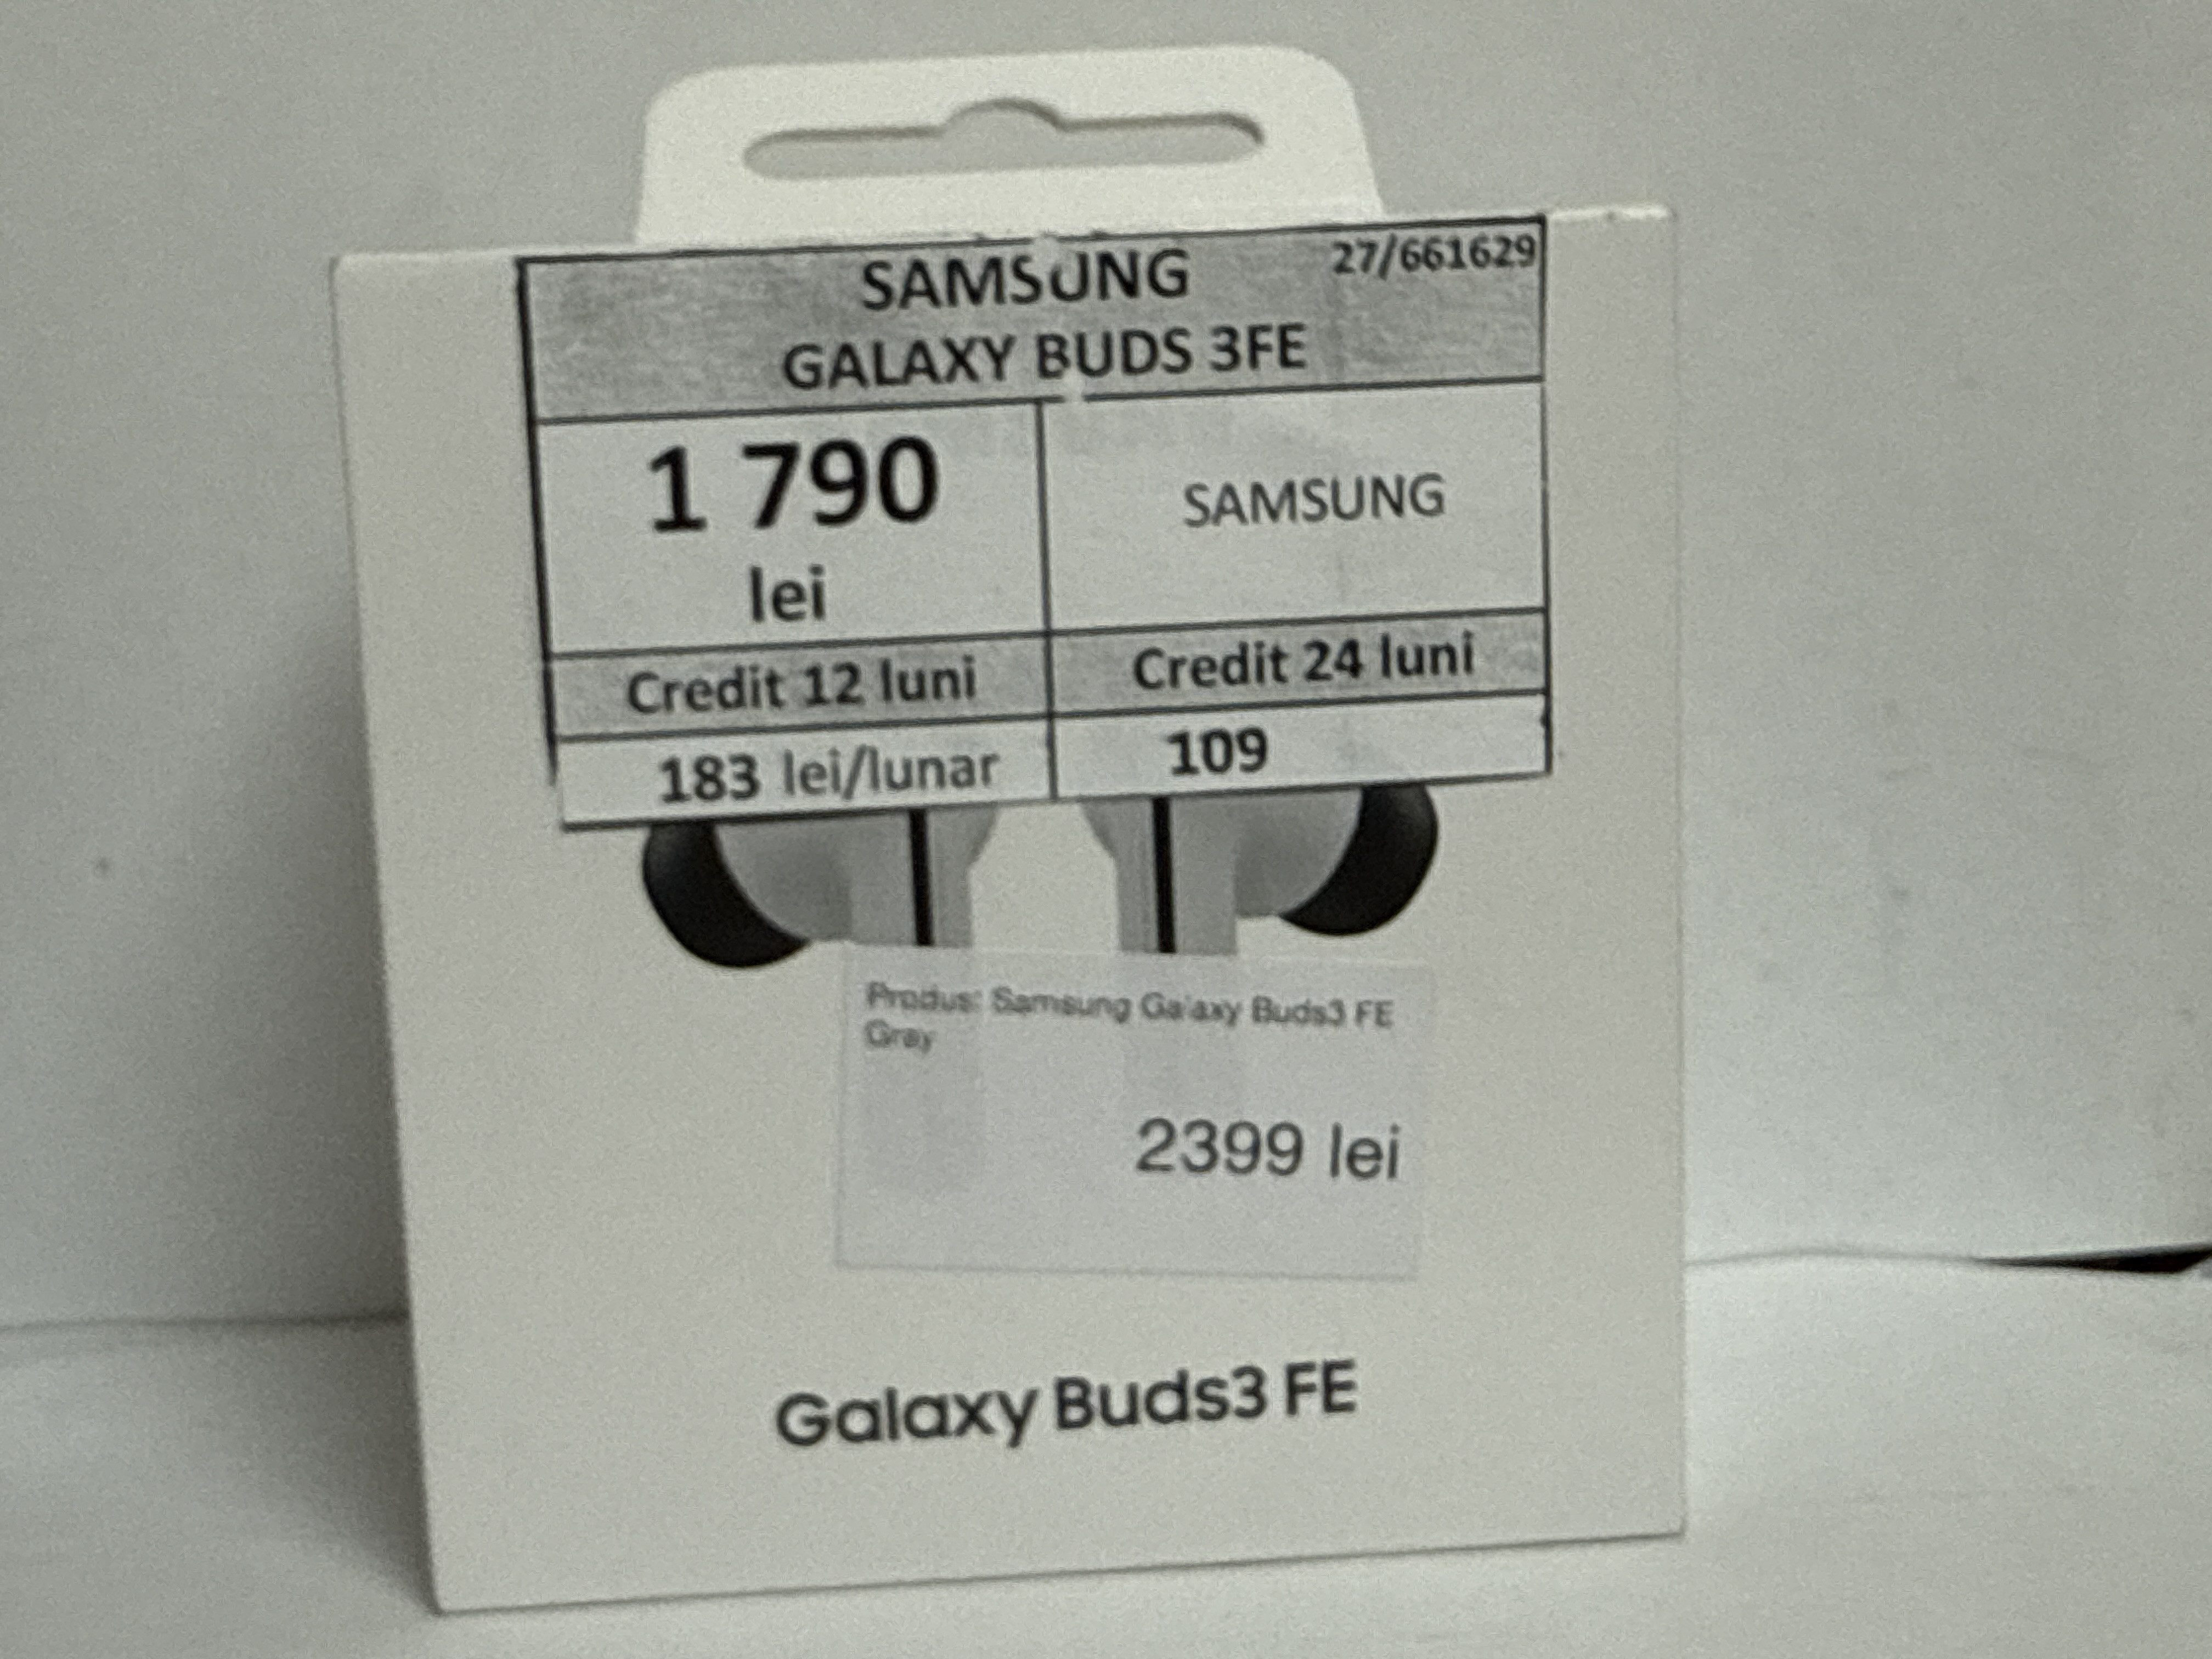 27/661629
SAMSUNG
GALAXY BUDS 3FE
1 790
lei
SAMSUNG
Credit 12 luni
Credit 24 luni
183 lei/lunar
109
Produs: Samsung Galaxy Buds3 FE
Gray
2399 lei
Galaxy Buds3 FE